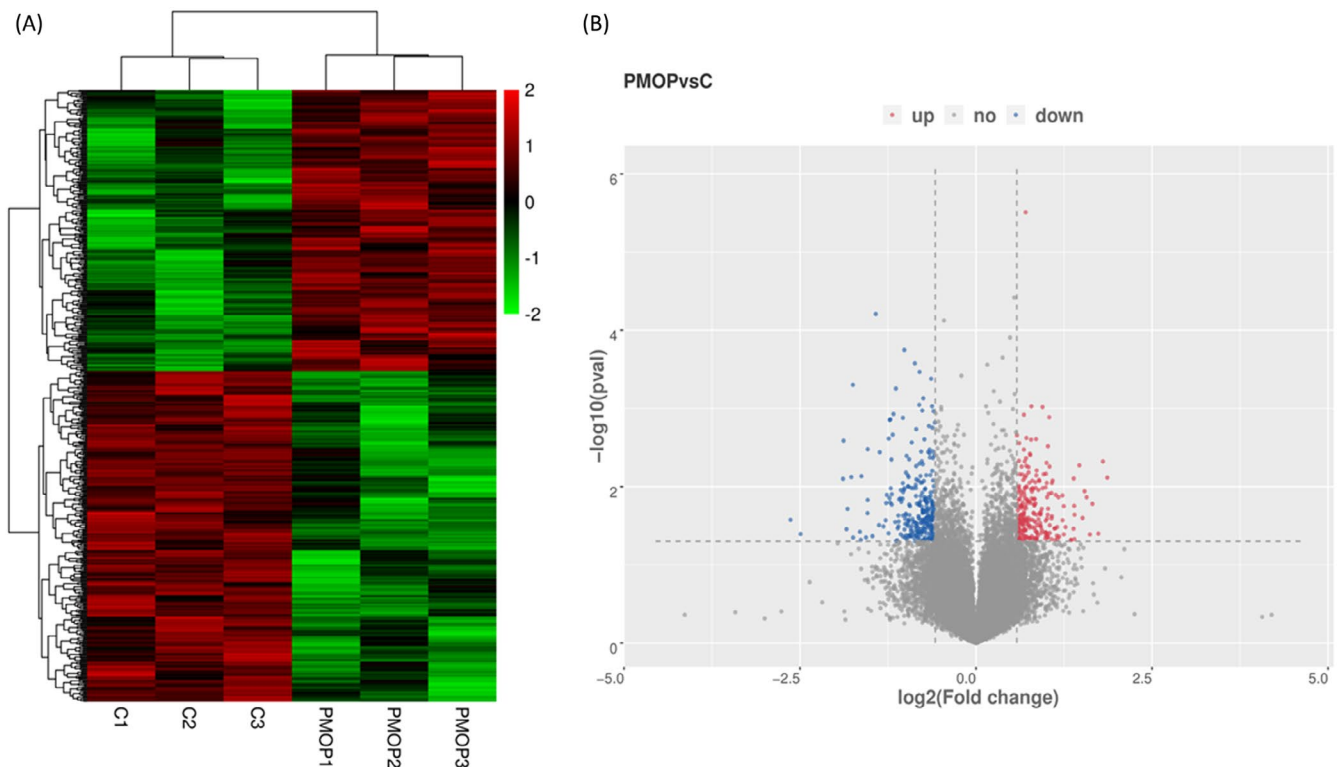 (A)
2
1
0
-1
-2
C1
C2
C3
PMOP1
PMOP2
PMOP3
(B)
PMOPvsC
up no down
6
4
2
0
−log10(pval)
−5.0 −2.5 0.0 2.5 5.0
log2(Fold change)